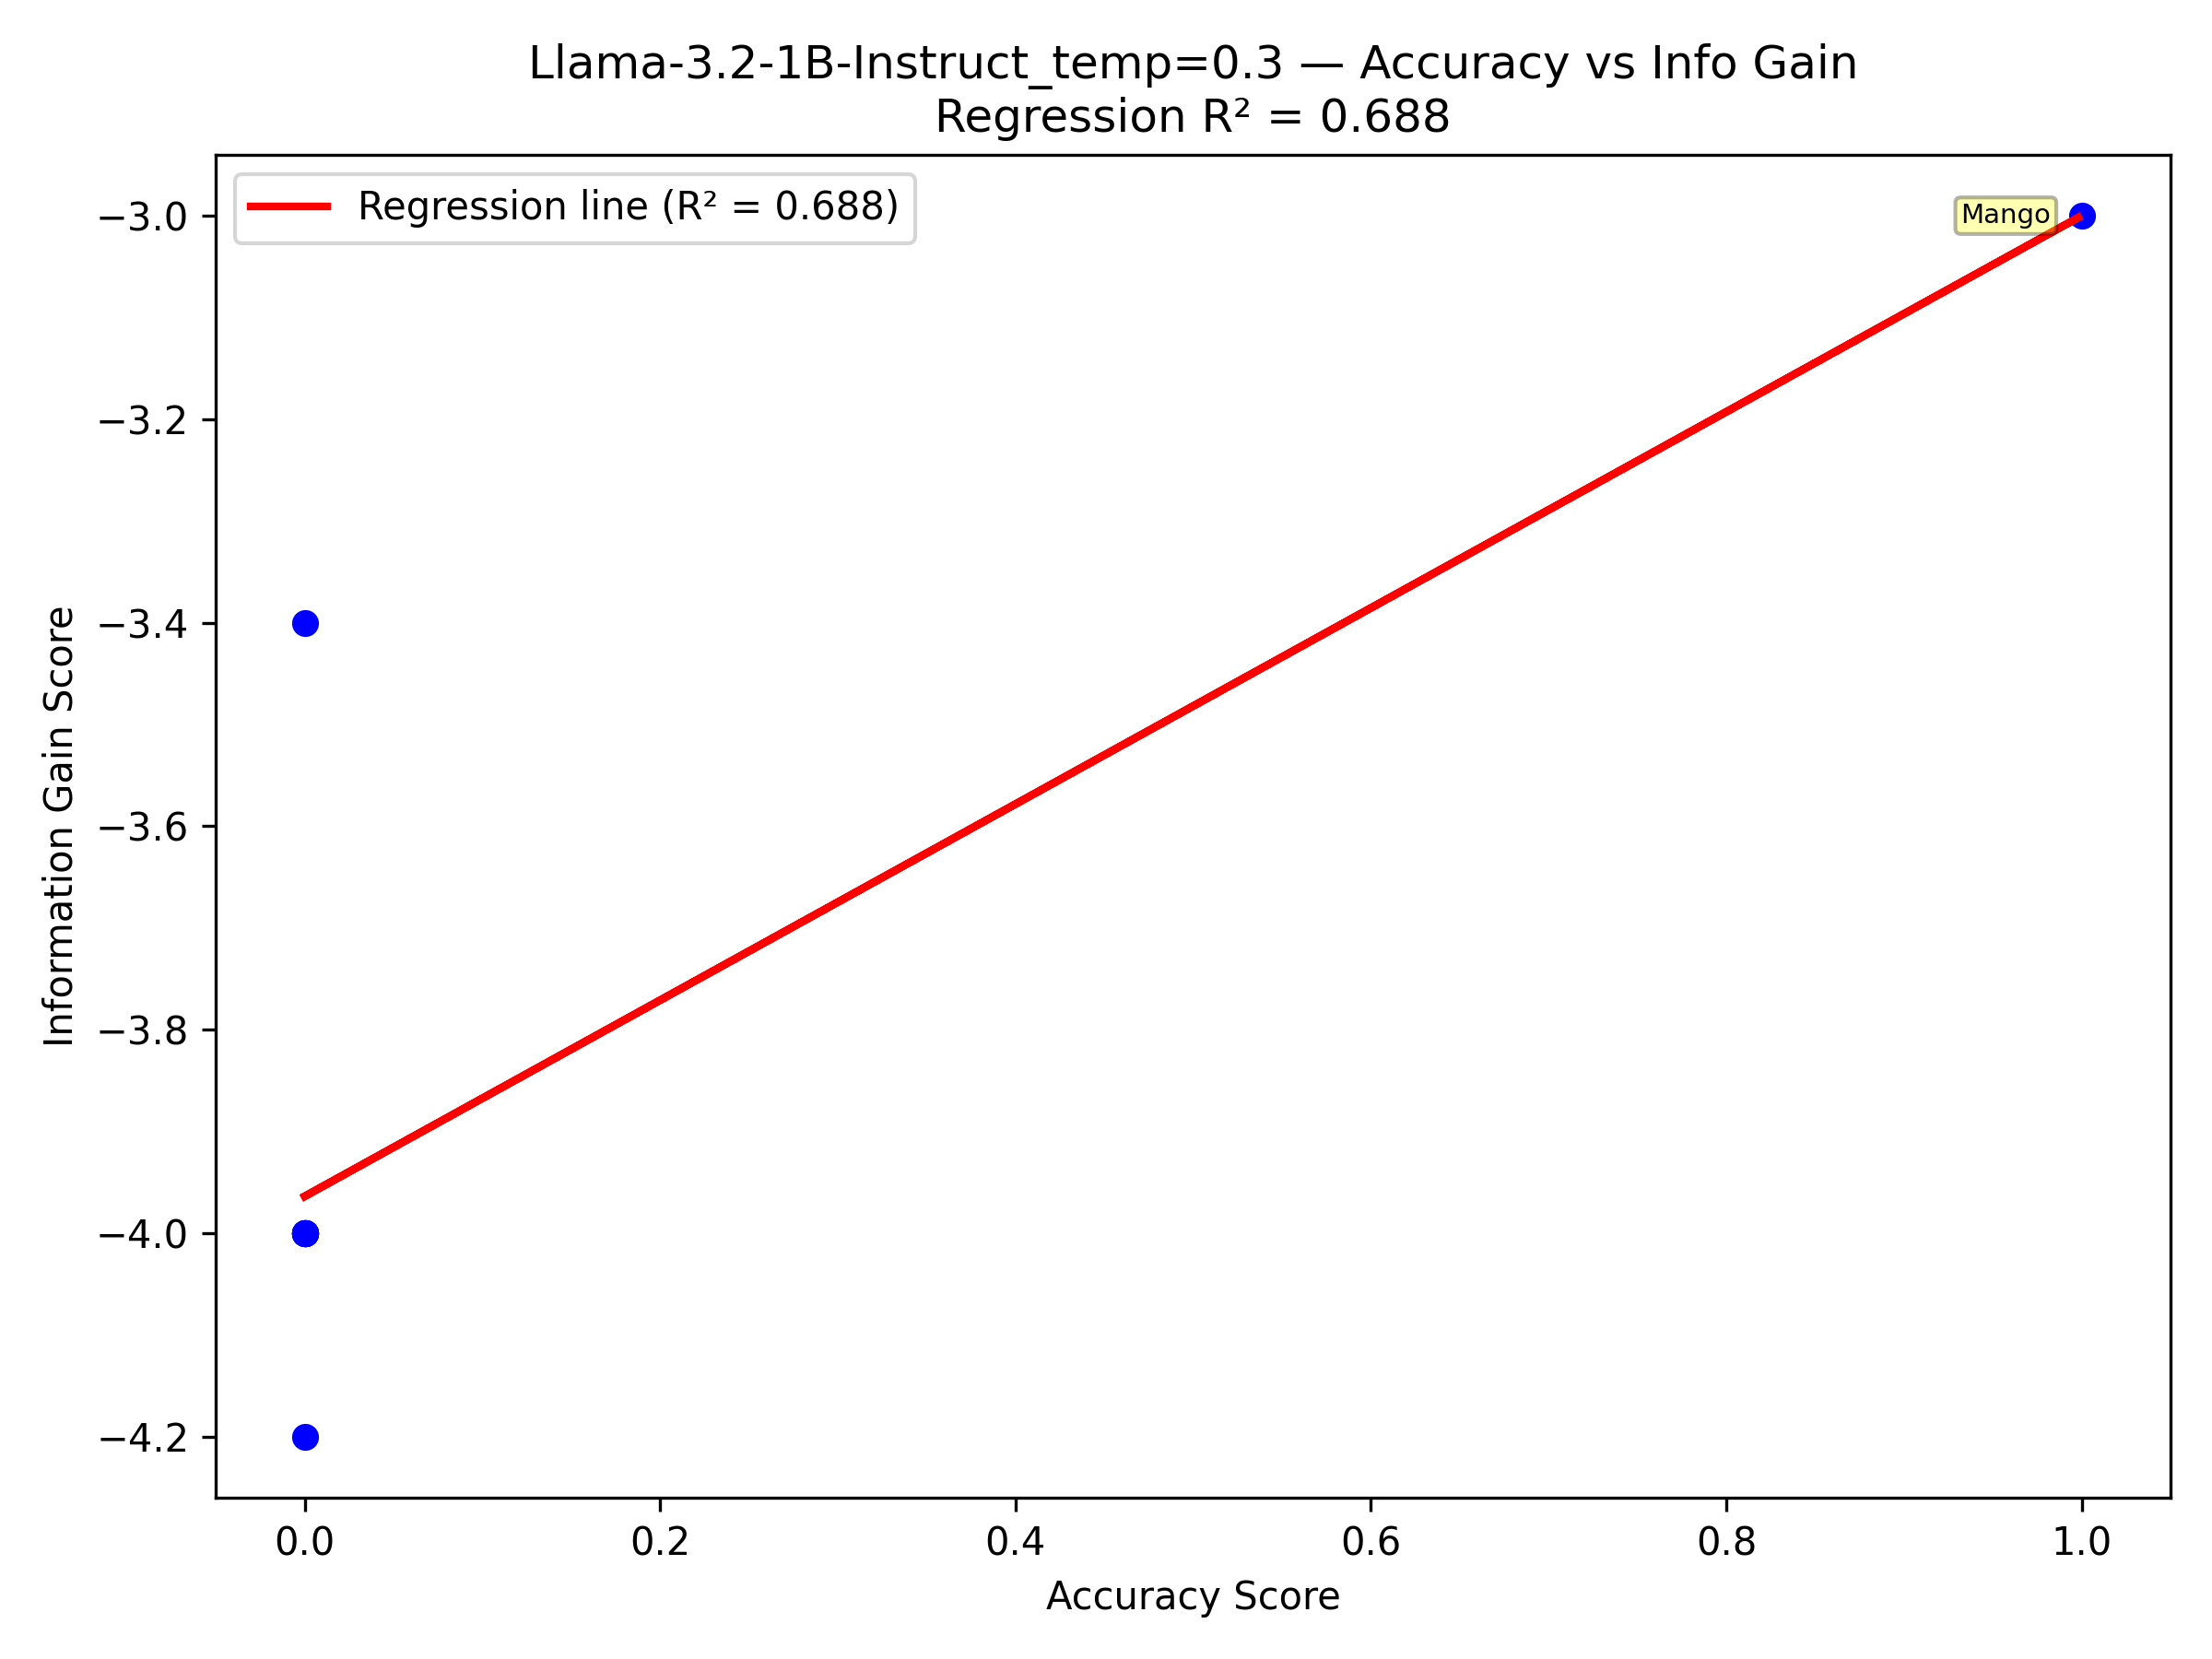 Llama-3.2-1B-Instruct_temp=0.3 — Accuracy vs Info Gain
Regression R² = 0.688
Regression line (R² = 0.688)
Mango
−3.0
−3.2
−3.4
−3.6
−3.8
−4.0
−4.2
Information Gain Score
0.0 0.2 0.4 0.6 0.8 1.0
Accuracy Score